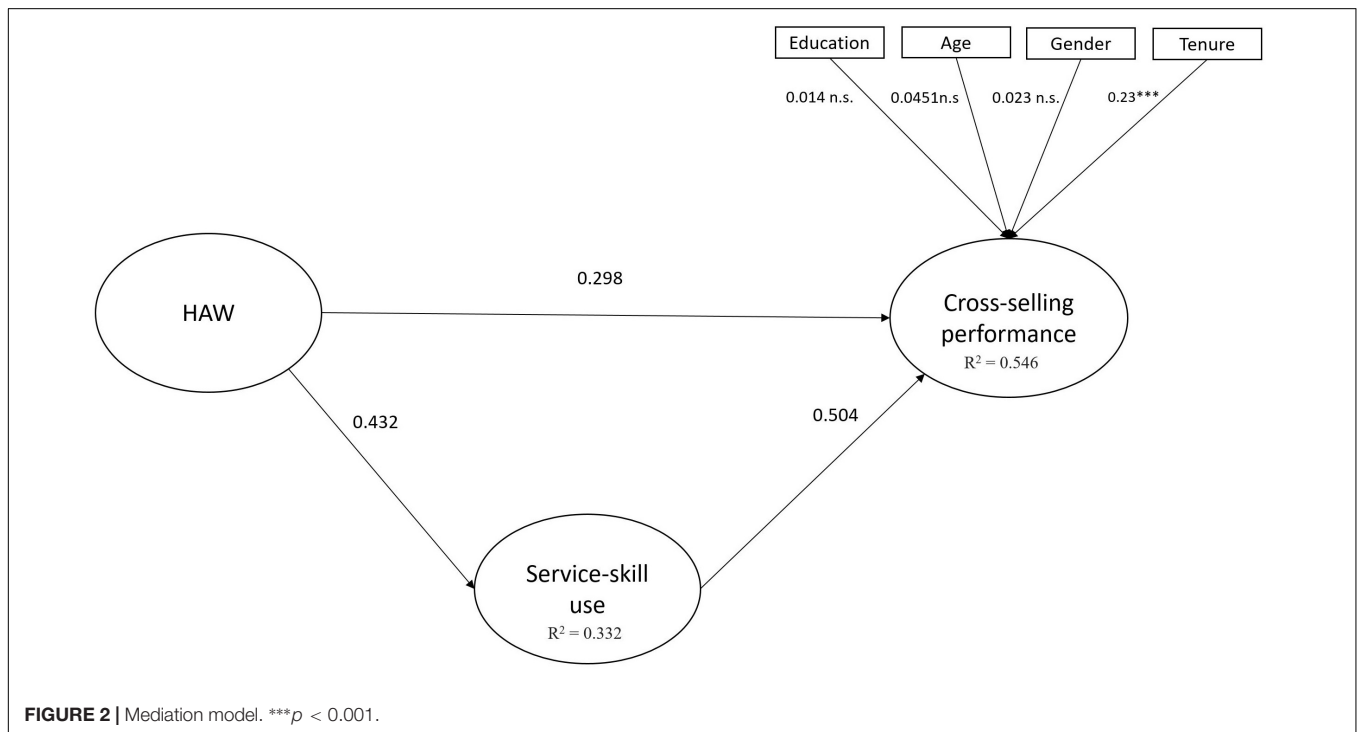 Education Age Gender Tenure
0.014 n.s. 0.0451n.s 0.023 n.s. 0.23***
HAW
0.298
Cross-selling
performance
R² = 0.546
0.432
0.504
Service-skill
use
R² = 0.332
FIGURE 2 | Mediation model. ***p < 0.001.